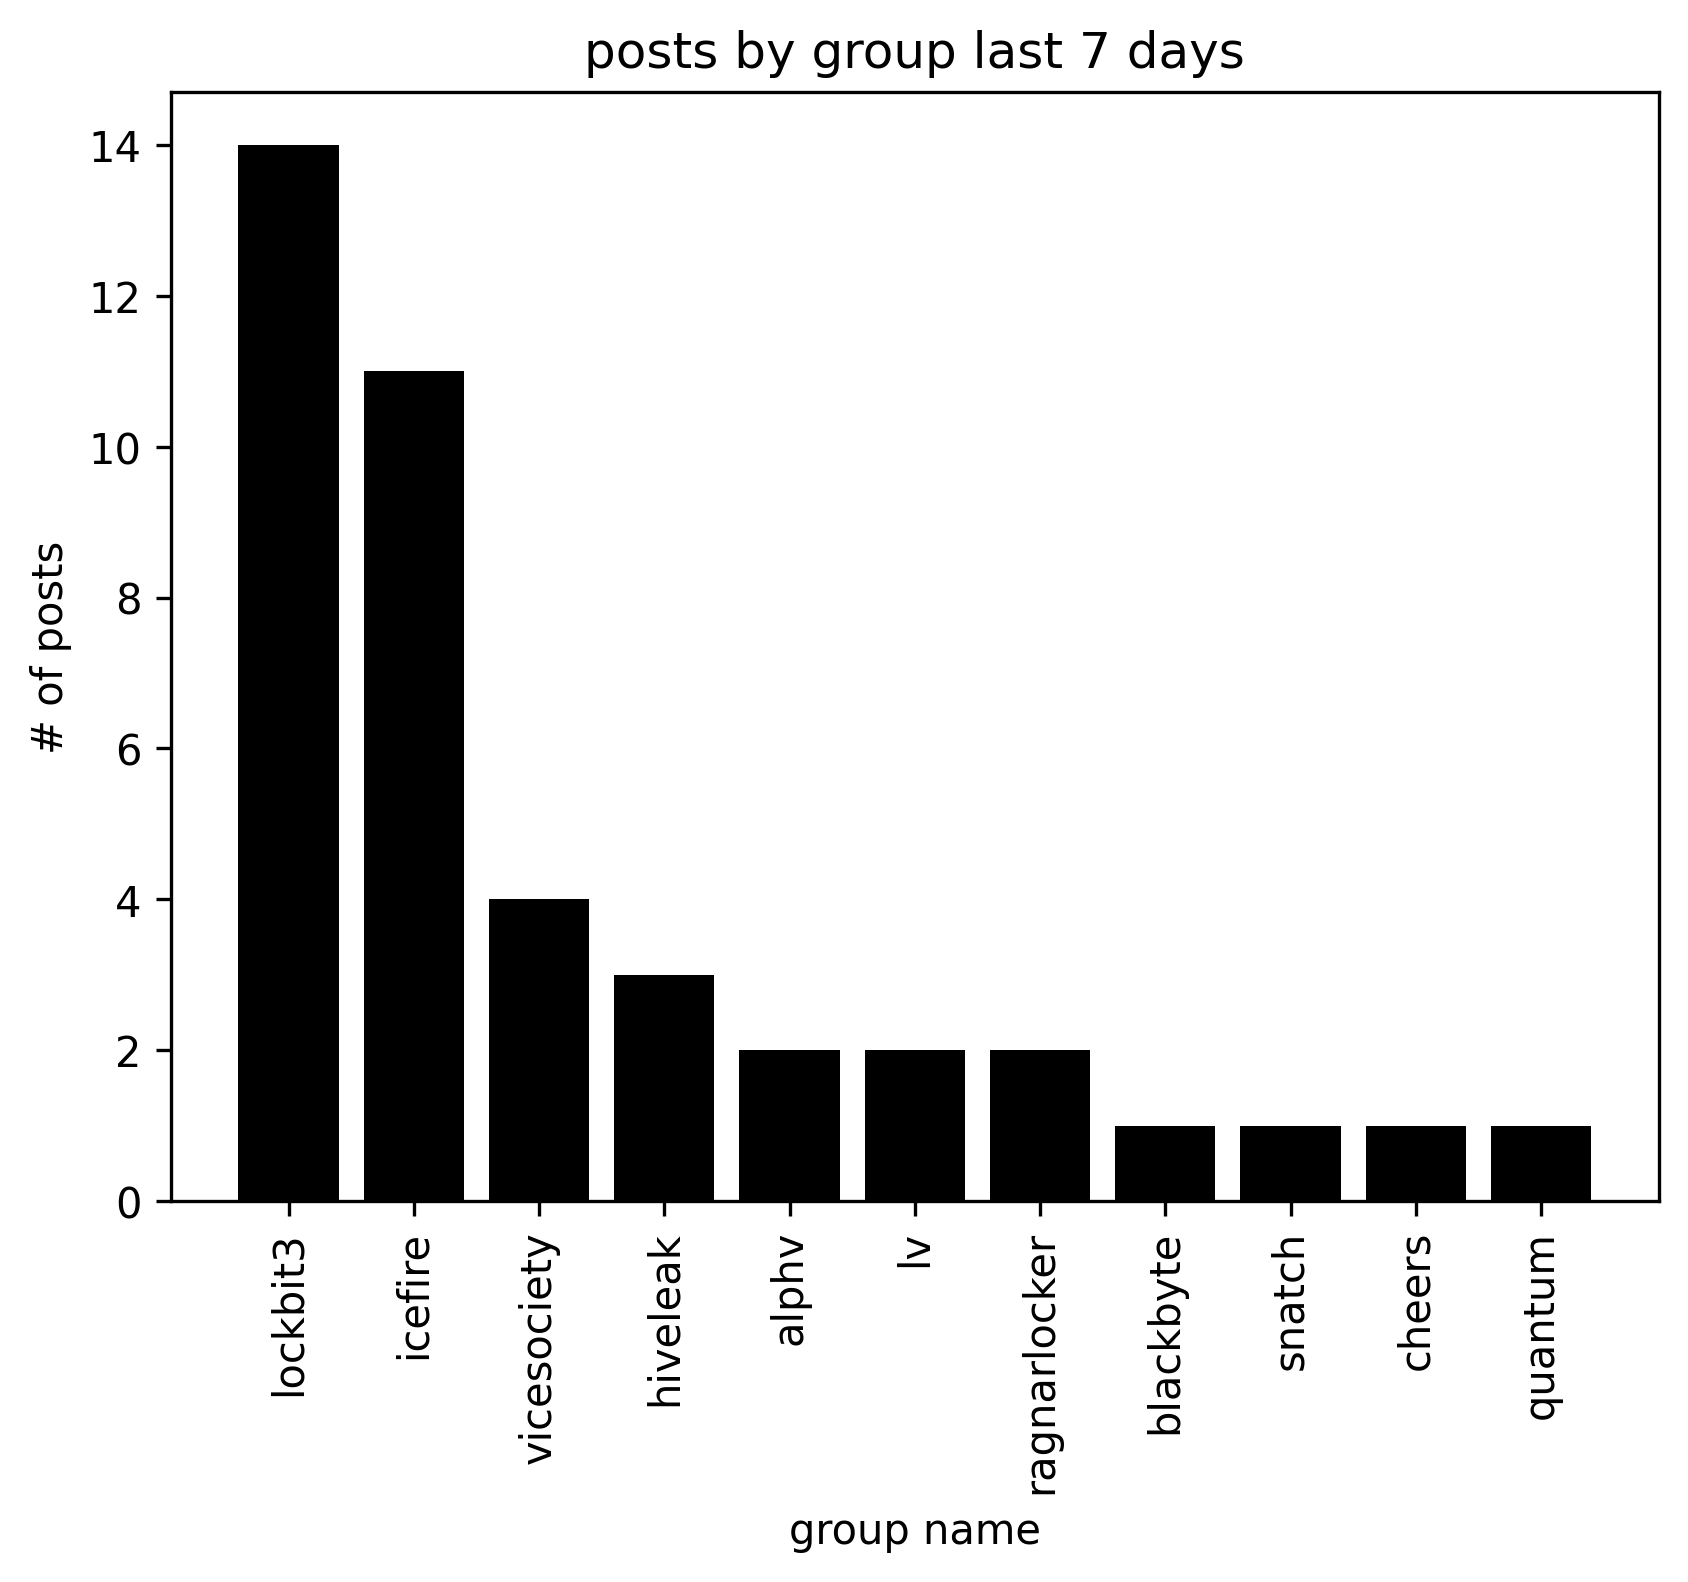 posts by group last 7 days
# of posts
14
12
10
8
6
4
2
0
lockbit3
icefire
vicesociety
hiveleak
alphv
lv
ragnarlocker
blackbyte
snatch
cheers
quantum
group name